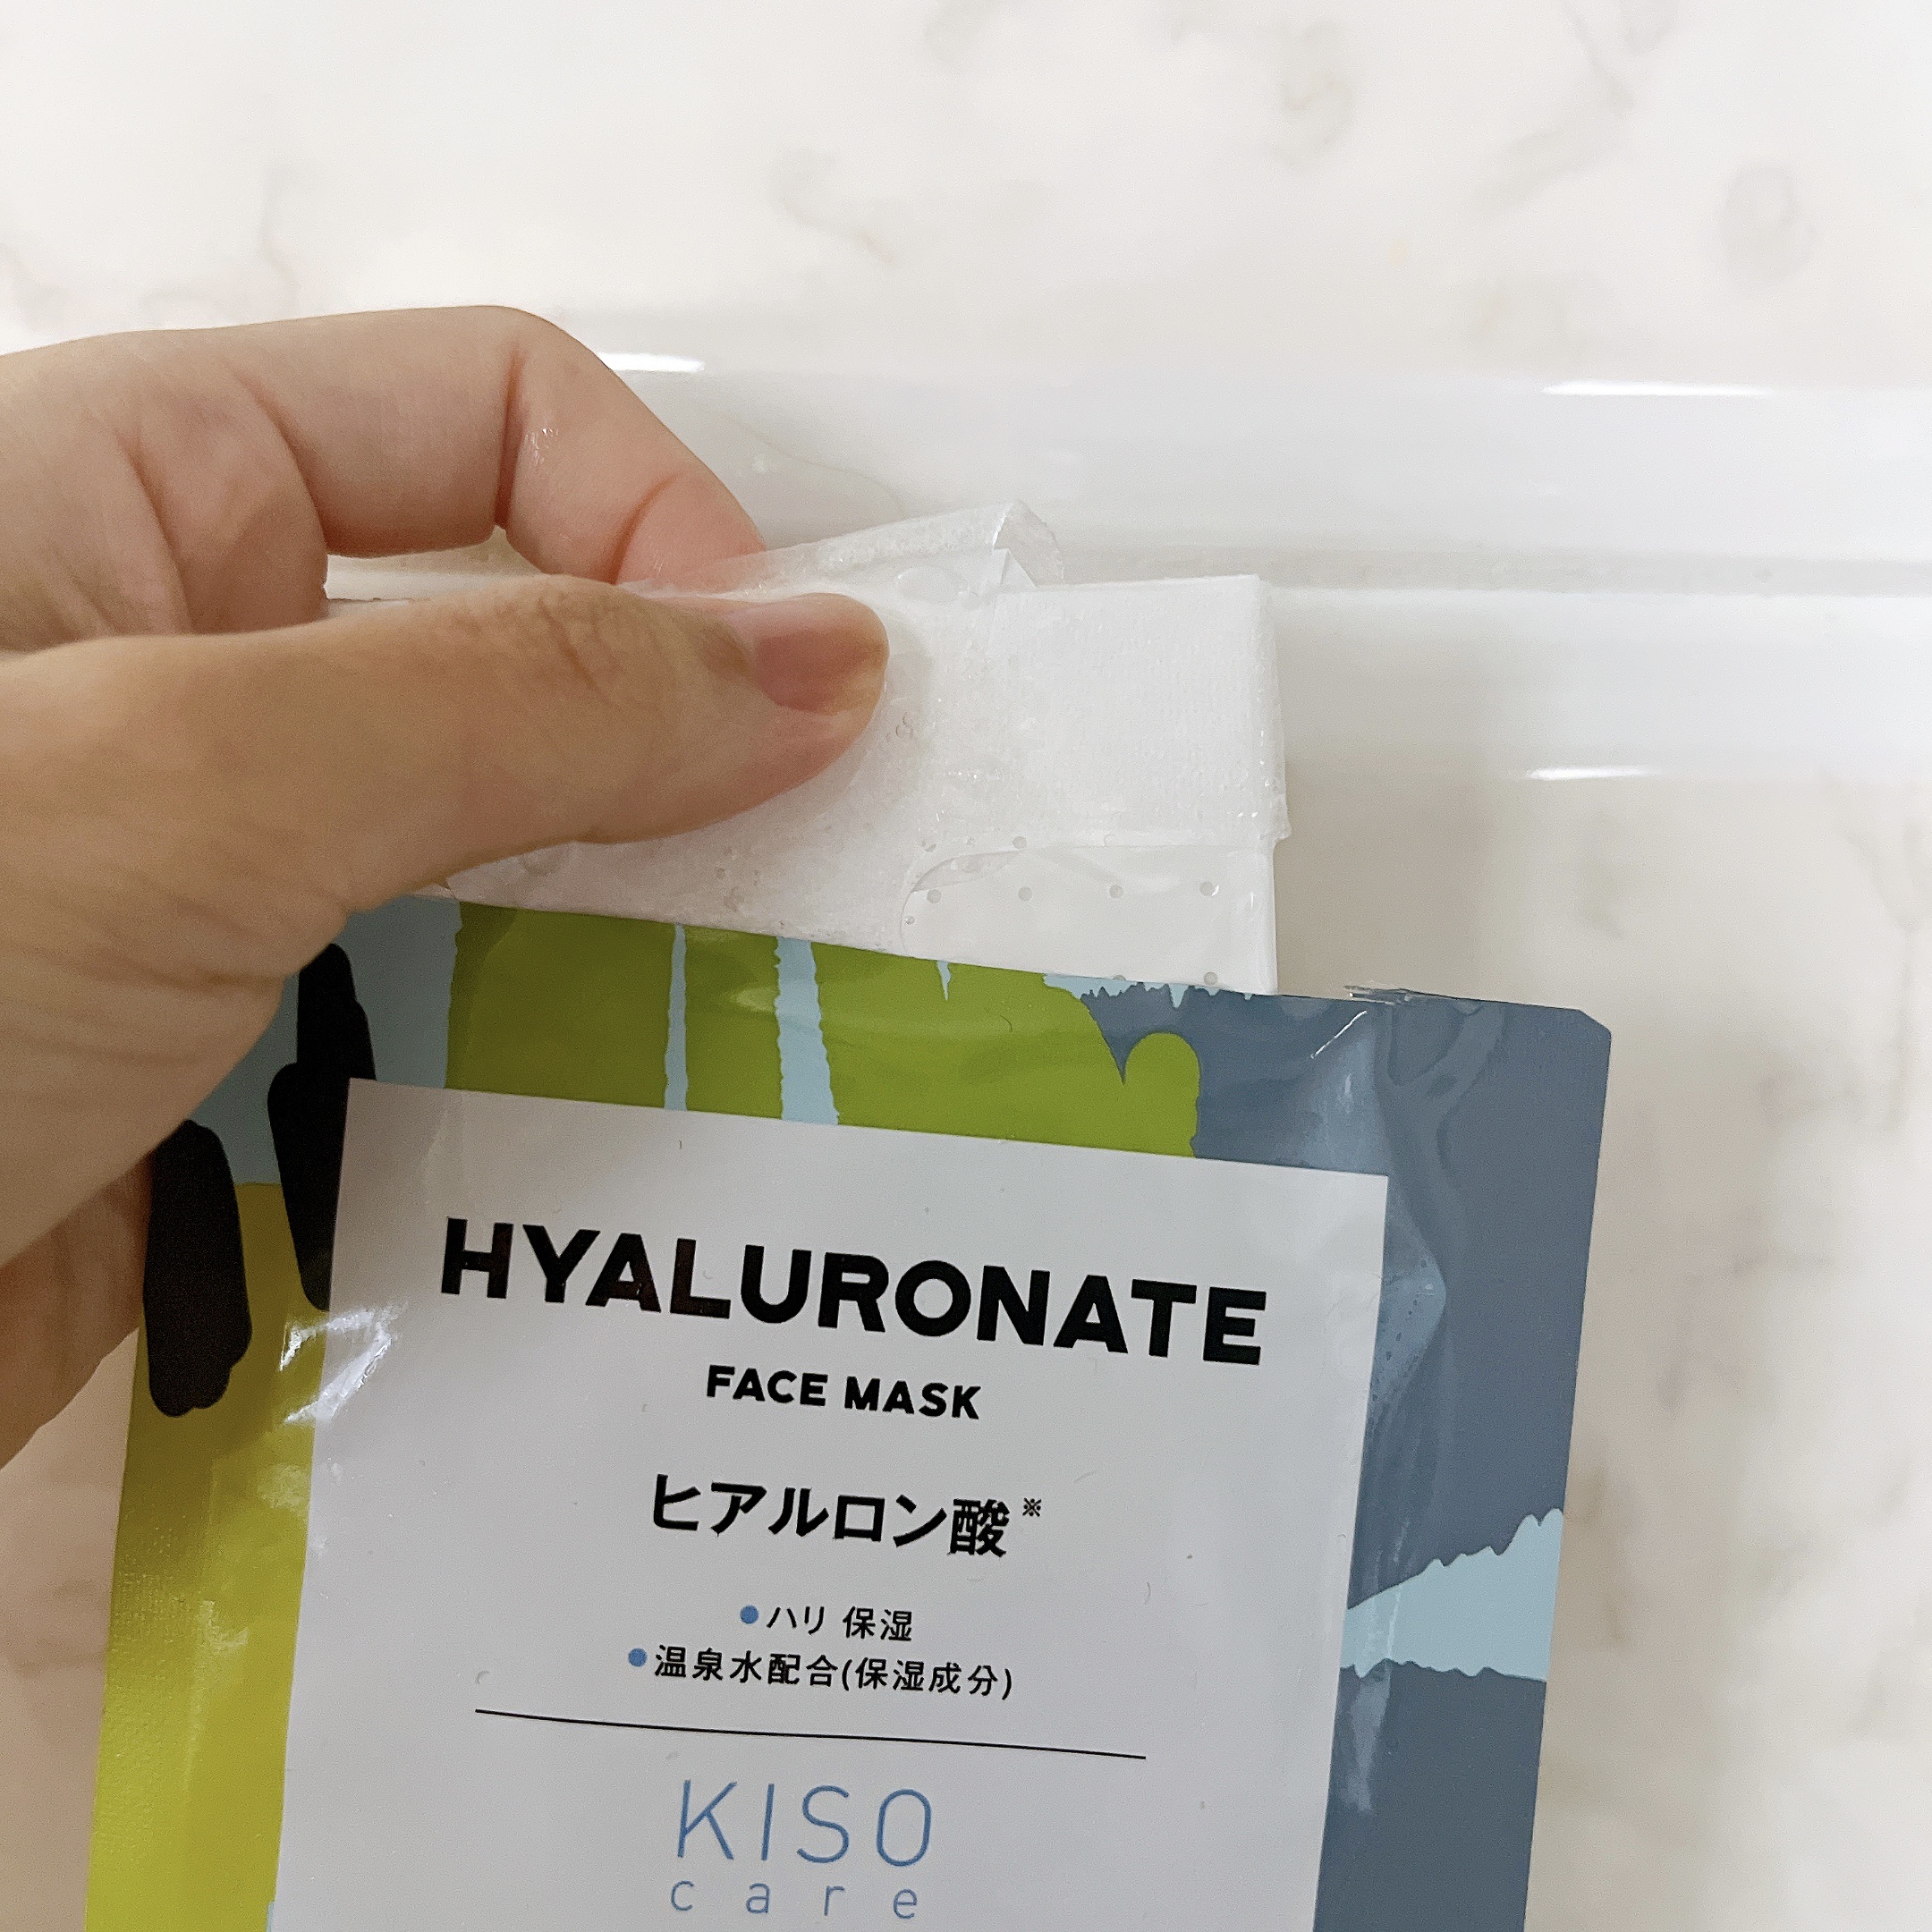 HYALURONATE
FACE MASK
ヒアルロン酸※
●ハリ 保湿
●温泉水配合(保湿成分)
KISO
care